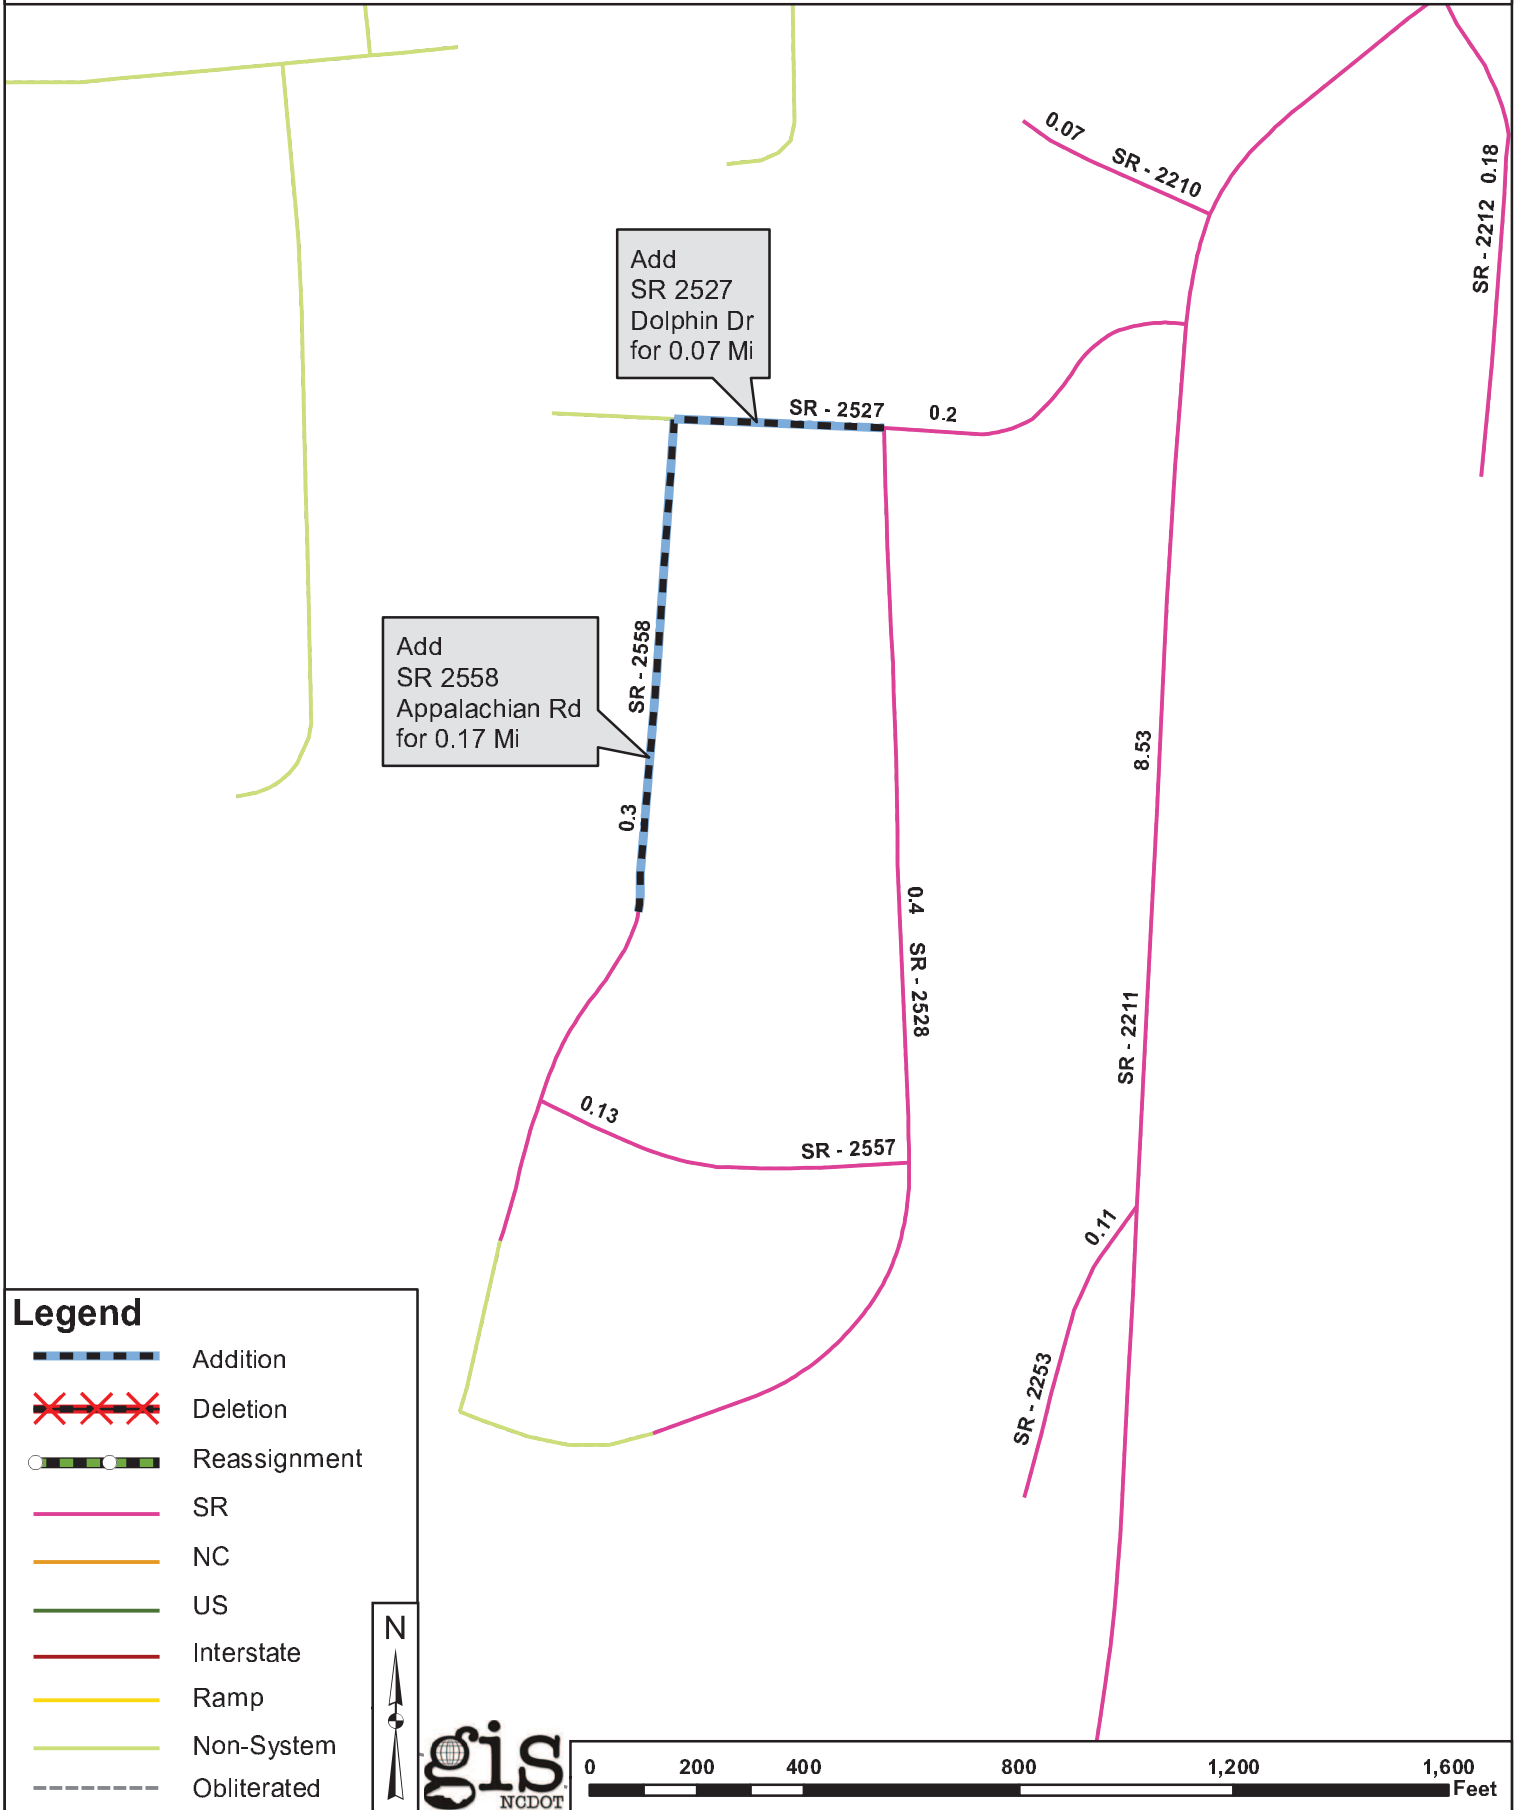 0.07
SR - 2210
SR - 2212 0.18
Add
SR 2527
Dolphin Dr
for 0.07 Mi
SR - 2527
0.2
SR - 2558
Add
SR 2558
Appalachian Rd
for 0.17 Mi
0.3
8.53
0.4 SR - 2528
SR - 2211
0.13
SR - 2557
0.11
SR - 2253
Legend
Addition
Deletion
Reassignment
SR
NC
US
Interstate
Ramp
Non-System
Obliterated
N
gis
NCDOT
0 200 400 800 1,200 1,600
Feet